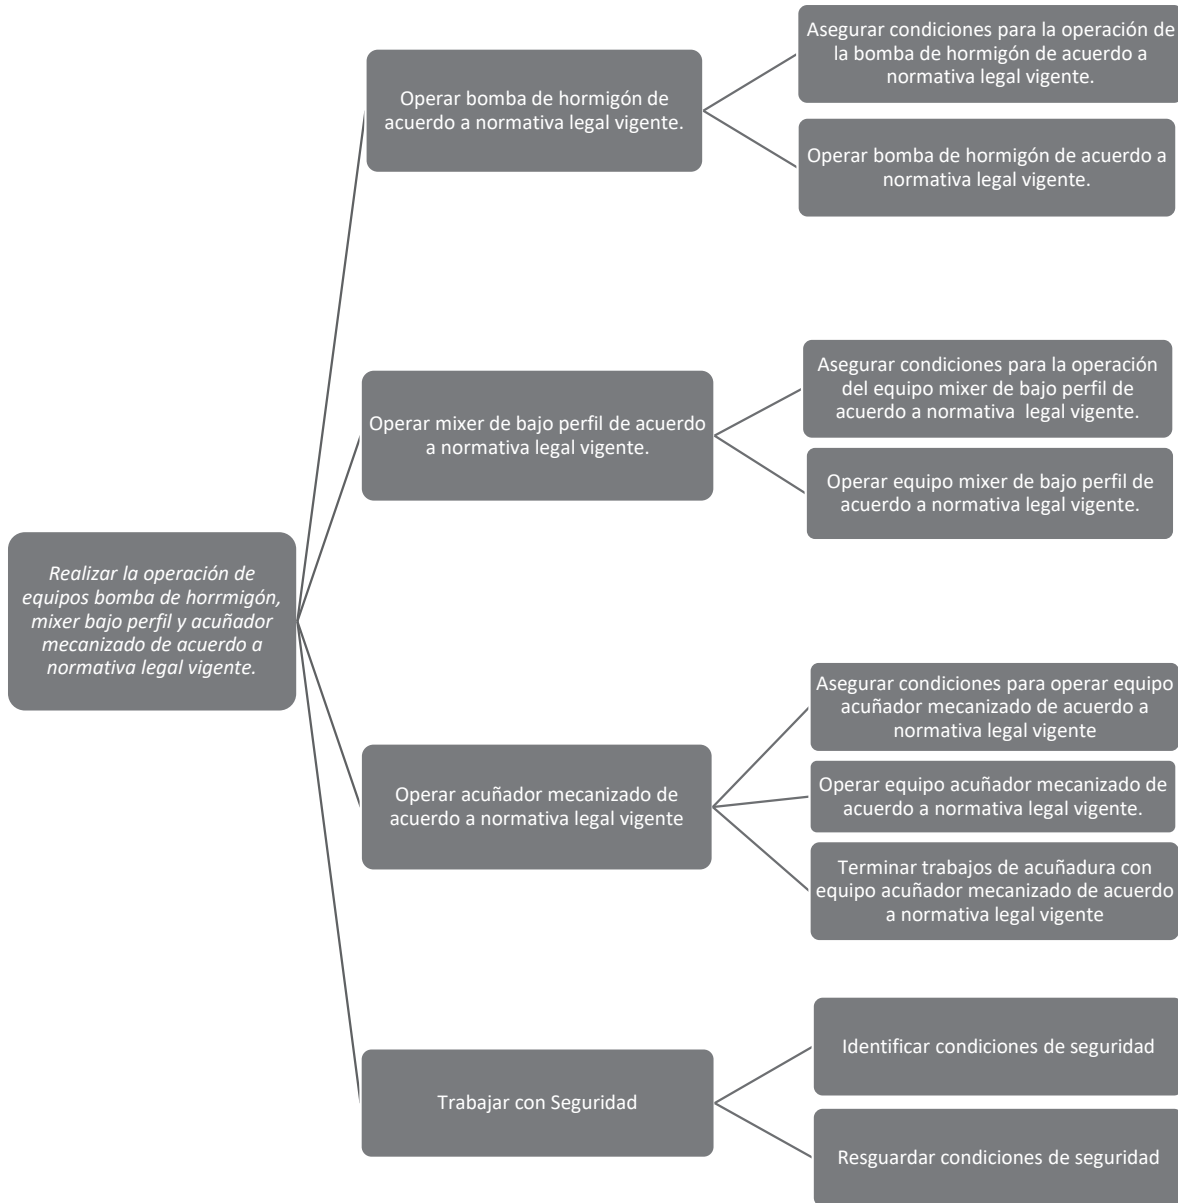 Asegurar condiciones para la operación de
la bomba de hormigón de acuerdo a
normativa legal vigente.
Operar bomba de hormigón de
acuerdo a normativa legal vigente.
Operar bomba de hormigón de acuerdo a
normativa legal vigente.
Asegurar condiciones para la operación
del equipo mixer de bajo perfil de
acuerdo a normativa legal vigente.
Operar mixer de bajo perfil de acuerdo
a normativa legal vigente.
Operar equipo mixer de bajo perfil de
acuerdo a normativa legal vigente.
Realizar la operación de
equipos bomba de horrmigón,
mixer bajo perfil y acuñador
mecanizado de acuerdo a
normativa legal vigente.
Asegurar condiciones para operar equipo
acuñador mecanizado de acuerdo a
normativa legal vigente
Operar acuñador mecanizado de
acuerdo a normativa legal vigente
Operar equipo acuñador mecanizado de
acuerdo a normativa legal vigente.
Terminar trabajos de acuñadura con
equipo acuñador mecanizado de acuerdo
a normativa legal vigente
Identificar condiciones de seguridad
Trabajar con Seguridad
Resguardar condiciones de seguridad